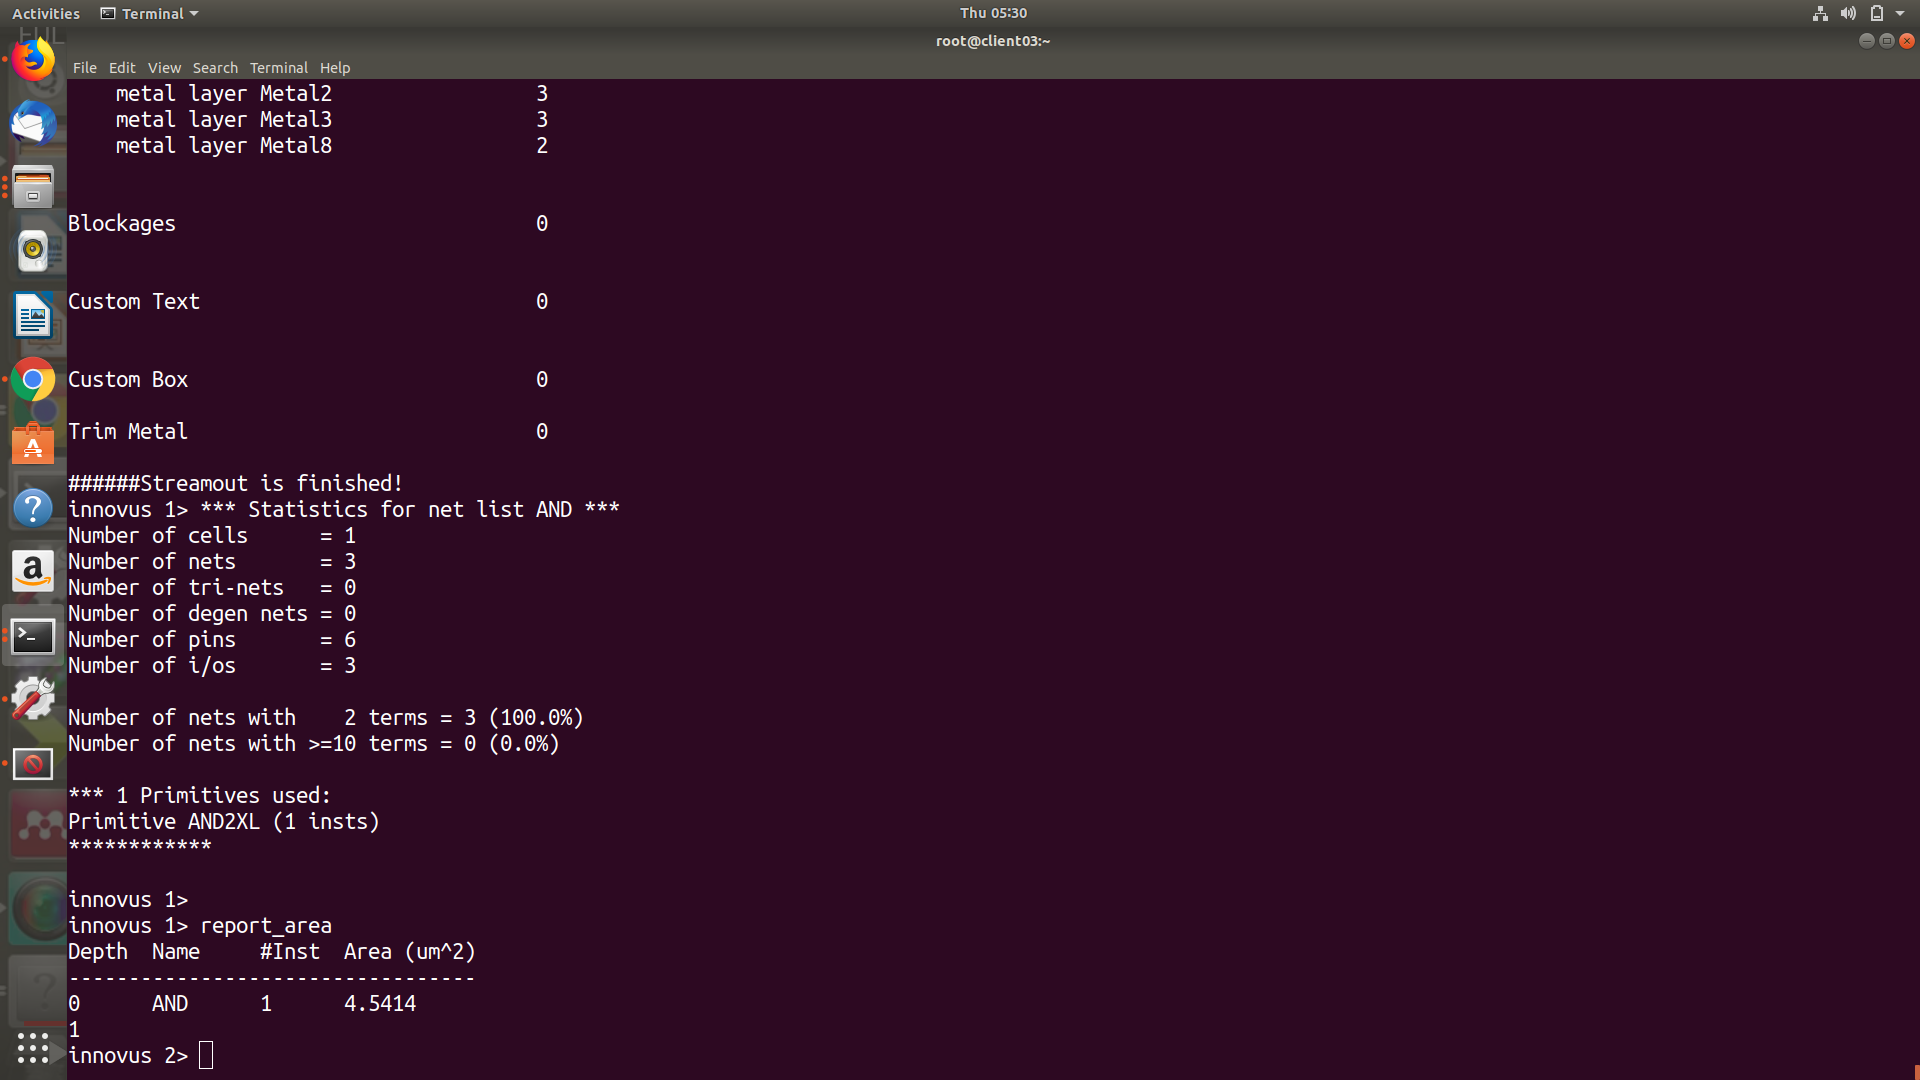 Activities Terminal Thu 05:30
root@client03:~
File Edit View Search Terminal Help
metal layer Metal2 3
metal layer Metal3 3
metal layer Metal8 2
Blockages 0
Custom Text 0
Custom Box 0
Trim Metal 0
######Streamout is finished!
innovus 1> *** Statistics for net list AND ***
Number of cells = 1
Number of nets = 3
Number of tri-nets = 0
Number of degen nets = 0
Number of pins = 6
Number of i/os = 3
Number of nets with 2 terms = 3 (100.0%)
Number of nets with >=10 terms = 0 (0.0%)
*** 1 Primitives used:
Primitive AND2XL (1 insts)
************
innovus 1>
innovus 1> report_area
Depth Name #Inst Area (um^2)
----------------------------------
0 AND 1 4.5414
1
innovus 2>